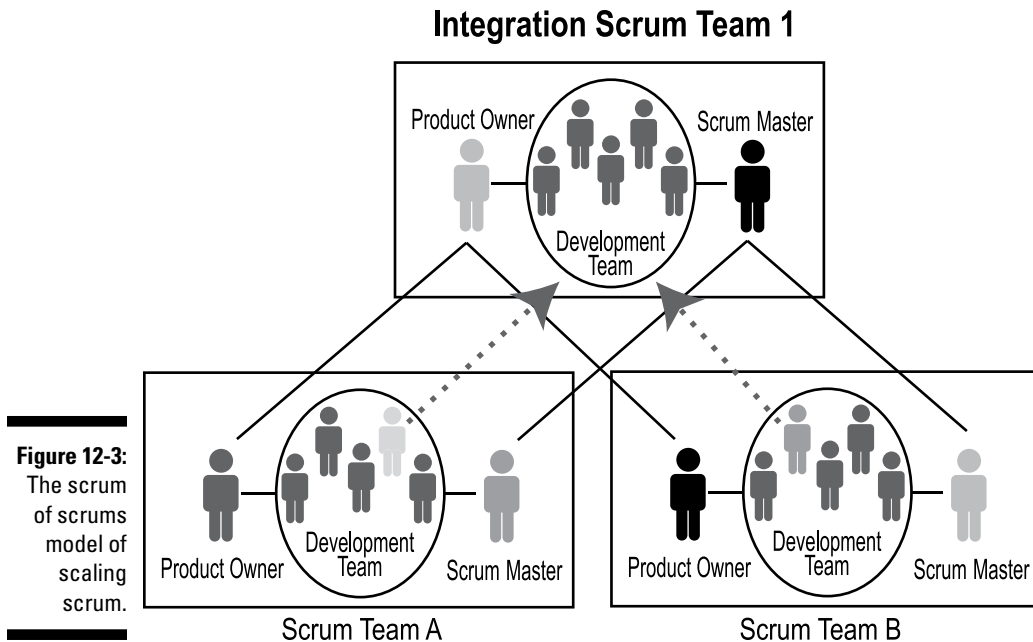 Integration Scrum Team 1
Product Owner
Scrum Master
Development
Team
Figure 12-3:
The scrum
of scrums
model of
scaling
scrum.
Product Owner
Development
Team
Scrum Master
Scrum Team A
Product Owner
Development
Team
Scrum Master
Scrum Team B